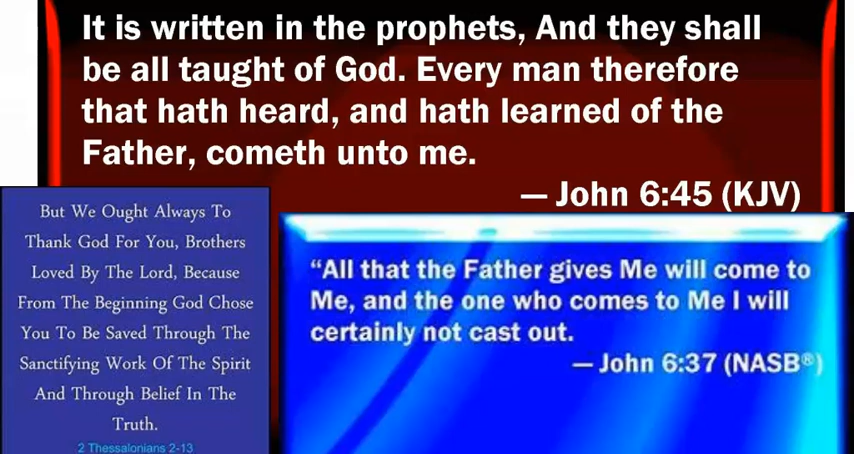 It is written in the prophets, And they shall
be all taught of God. Every man therefore
that hath heard, and hath learned of the
Father, cometh unto me.
— John 6:45 (KJV)
But We Ought Always To
Thank God For You, Brothers
Loved By The Lord, Because
From The Beginning God Chose
You To Be Saved Through The
Sanctifying Work Of The Spirit
And Through Belief In The
Truth.
2 Thessalonians 2-13
“All that the Father gives Me will come to
Me, and the one who comes to Me I will
certainly not cast out.
— John 6:37 (NASB®)